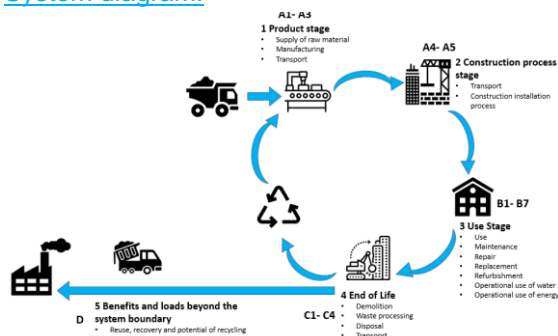 System diagram:
A1- A3
1 Product stage
• Supply of raw material
• Manufacturing
• Transport
A4- A5
2 Construction process
stage
• Transport
• Construction installation
process
B1- B7
3 Use Stage
• Use
• Maintenance
• Repair
• Replacement
• Refurbishment
• Operational use of water
• Operational use of energy
4 End of Life
C1- C4
• Demolition
• Waste processing
• Disposal
• Transport
5 Benefits and loads beyond the
D system boundary
• Reuse, recovery and potential of recycling